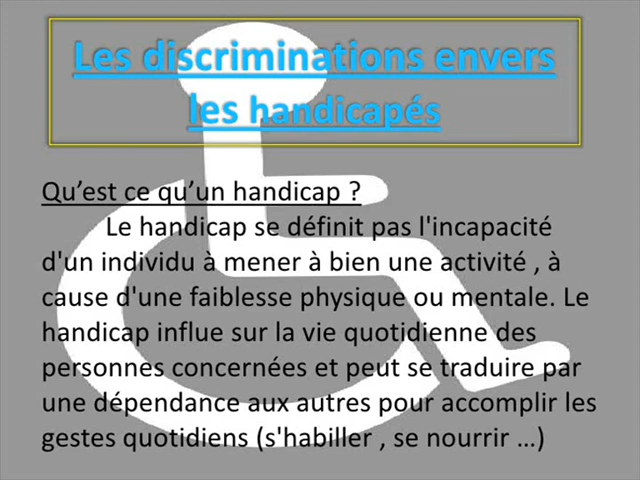 Les discriminations envers
les handicapés
Qu’est ce qu’un handicap ?
Le handicap se définit pas l'incapacité
d'un individu à mener à bien une activité , à
cause d'une faiblesse physique ou mentale. Le
handicap influe sur la vie quotidienne des
personnes concernées et peut se traduire par
une dépendance aux autres pour accomplir les
gestes quotidiens (s'habiller , se nourrir …)